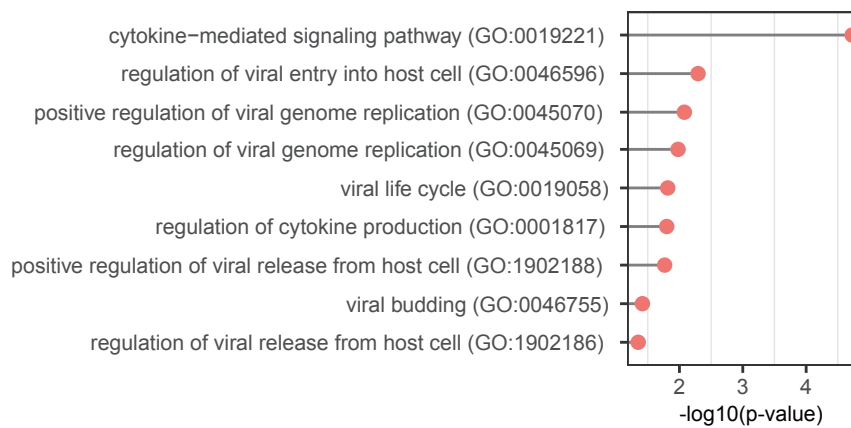 cytokine−mediated signaling pathway (GO:0019221)
regulation of viral entry into host cell (GO:0046596)
positive regulation of viral genome replication (GO:0045070)
regulation of viral genome replication (GO:0045069)
viral life cycle (GO:0019058)
regulation of cytokine production (GO:0001817)
positive regulation of viral release from host cell (GO:1902188)
viral budding (GO:0046755)
regulation of viral release from host cell (GO:1902186)
2 3 4
-log10(p-value)